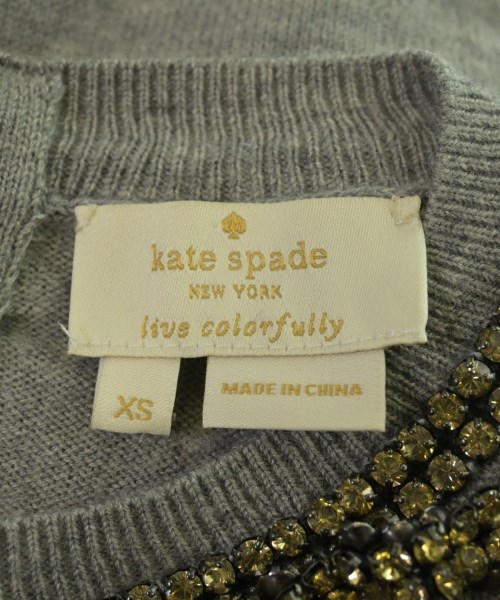 kate spade
NEW YORK
live colorfully
XS
MADE IN CHINA